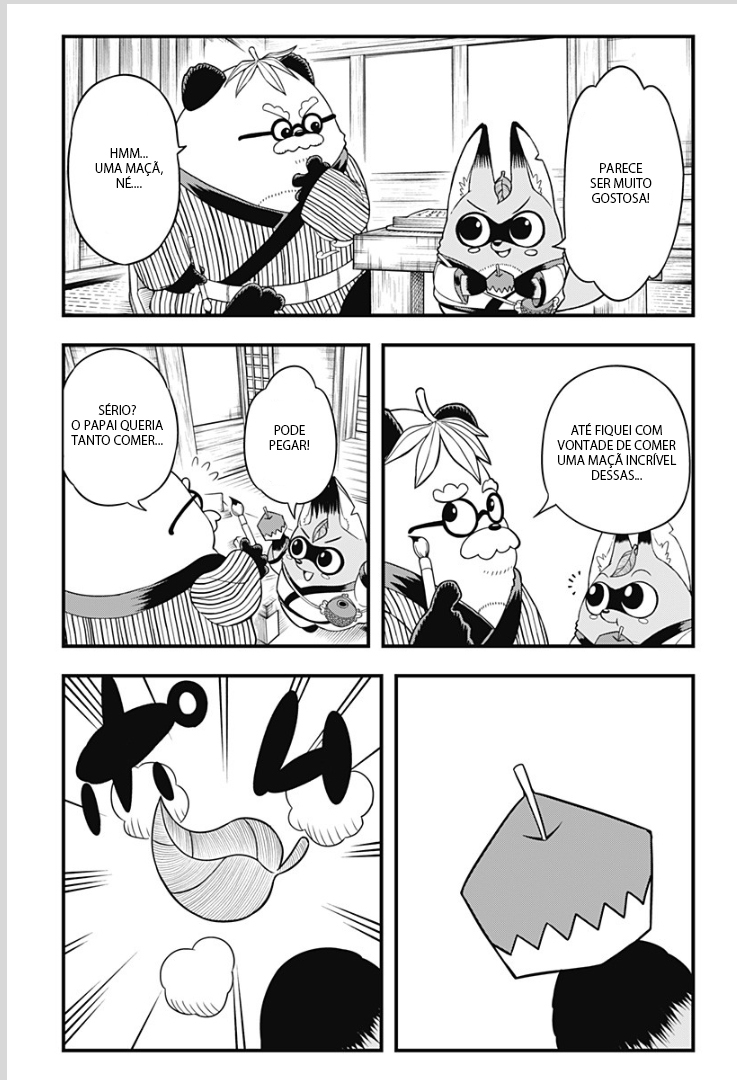 PARECE
SER MUITO
GOSTOSA!
HMM...
UMA MAÇÃ,
NÉ....
ATÉ FIQUEI COM
VONTADE DE COMER
UMA MAÇÃ INCRÍVEL
DESSAS...
PODE
PEGAR!
SÉRIO?
O PAPAI QUERIA
TANTO COMER...